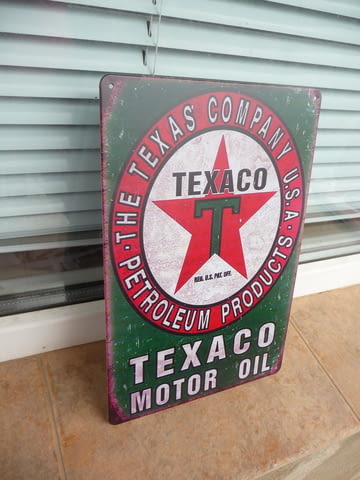 · THE TEXAS COMPANY U.S.A ·
TEXACO
T
REG. U.S. PAT. OFF.
PETROLEUM PRODUCTS
TEXACO
MOTOR OIL